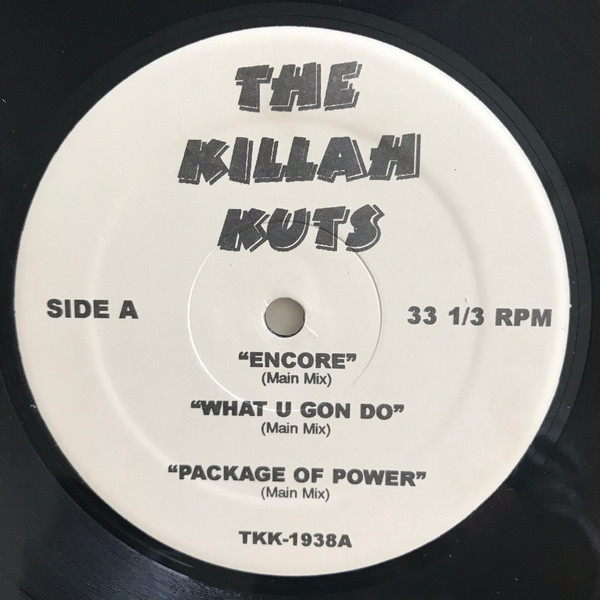 THE
KILLAH
KUTS
SIDE A
33 1/3 RPM
“ENCORE”
(Main Mix)
“WHAT U GON DO”
(Main Mix)
“PACKAGE OF POWER”
(Main Mix)
TKK-1938A